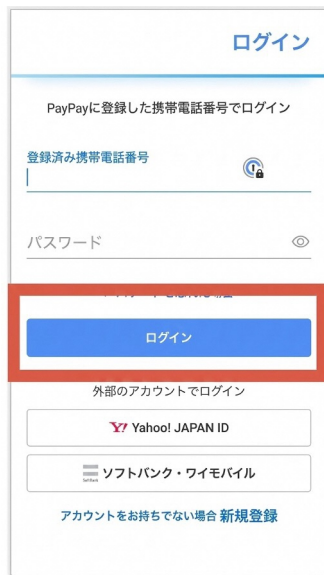 ログイン
PayPayに登録した携帯電話番号でログイン
登録済み携帯電話番号
パスワード
ログイン
外部のアカウントでログイン
Y! Yahoo! JAPAN ID
SoftBank ソフトバンク・ワイモバイル
アカウントをお持ちでない場合 新規登録